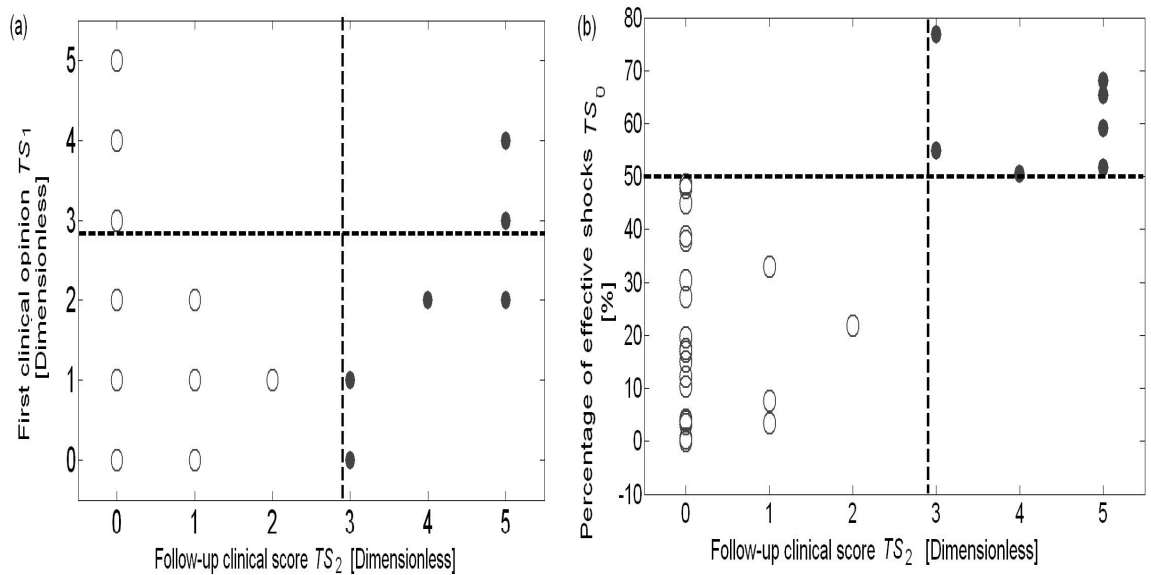 (a)
First clinical opinion TS1
[Dimensionless]
5
4
3
2
1
0
0 1 2 3 4 5
Follow-up clinical score TS2 [Dimensionless]
(b)
Percentage of effective shocks TS0
[%]
80
70
60
50
40
30
20
10
0
-10
0 1 2 3 4 5
Follow-up clinical score TS2 [Dimensionless]